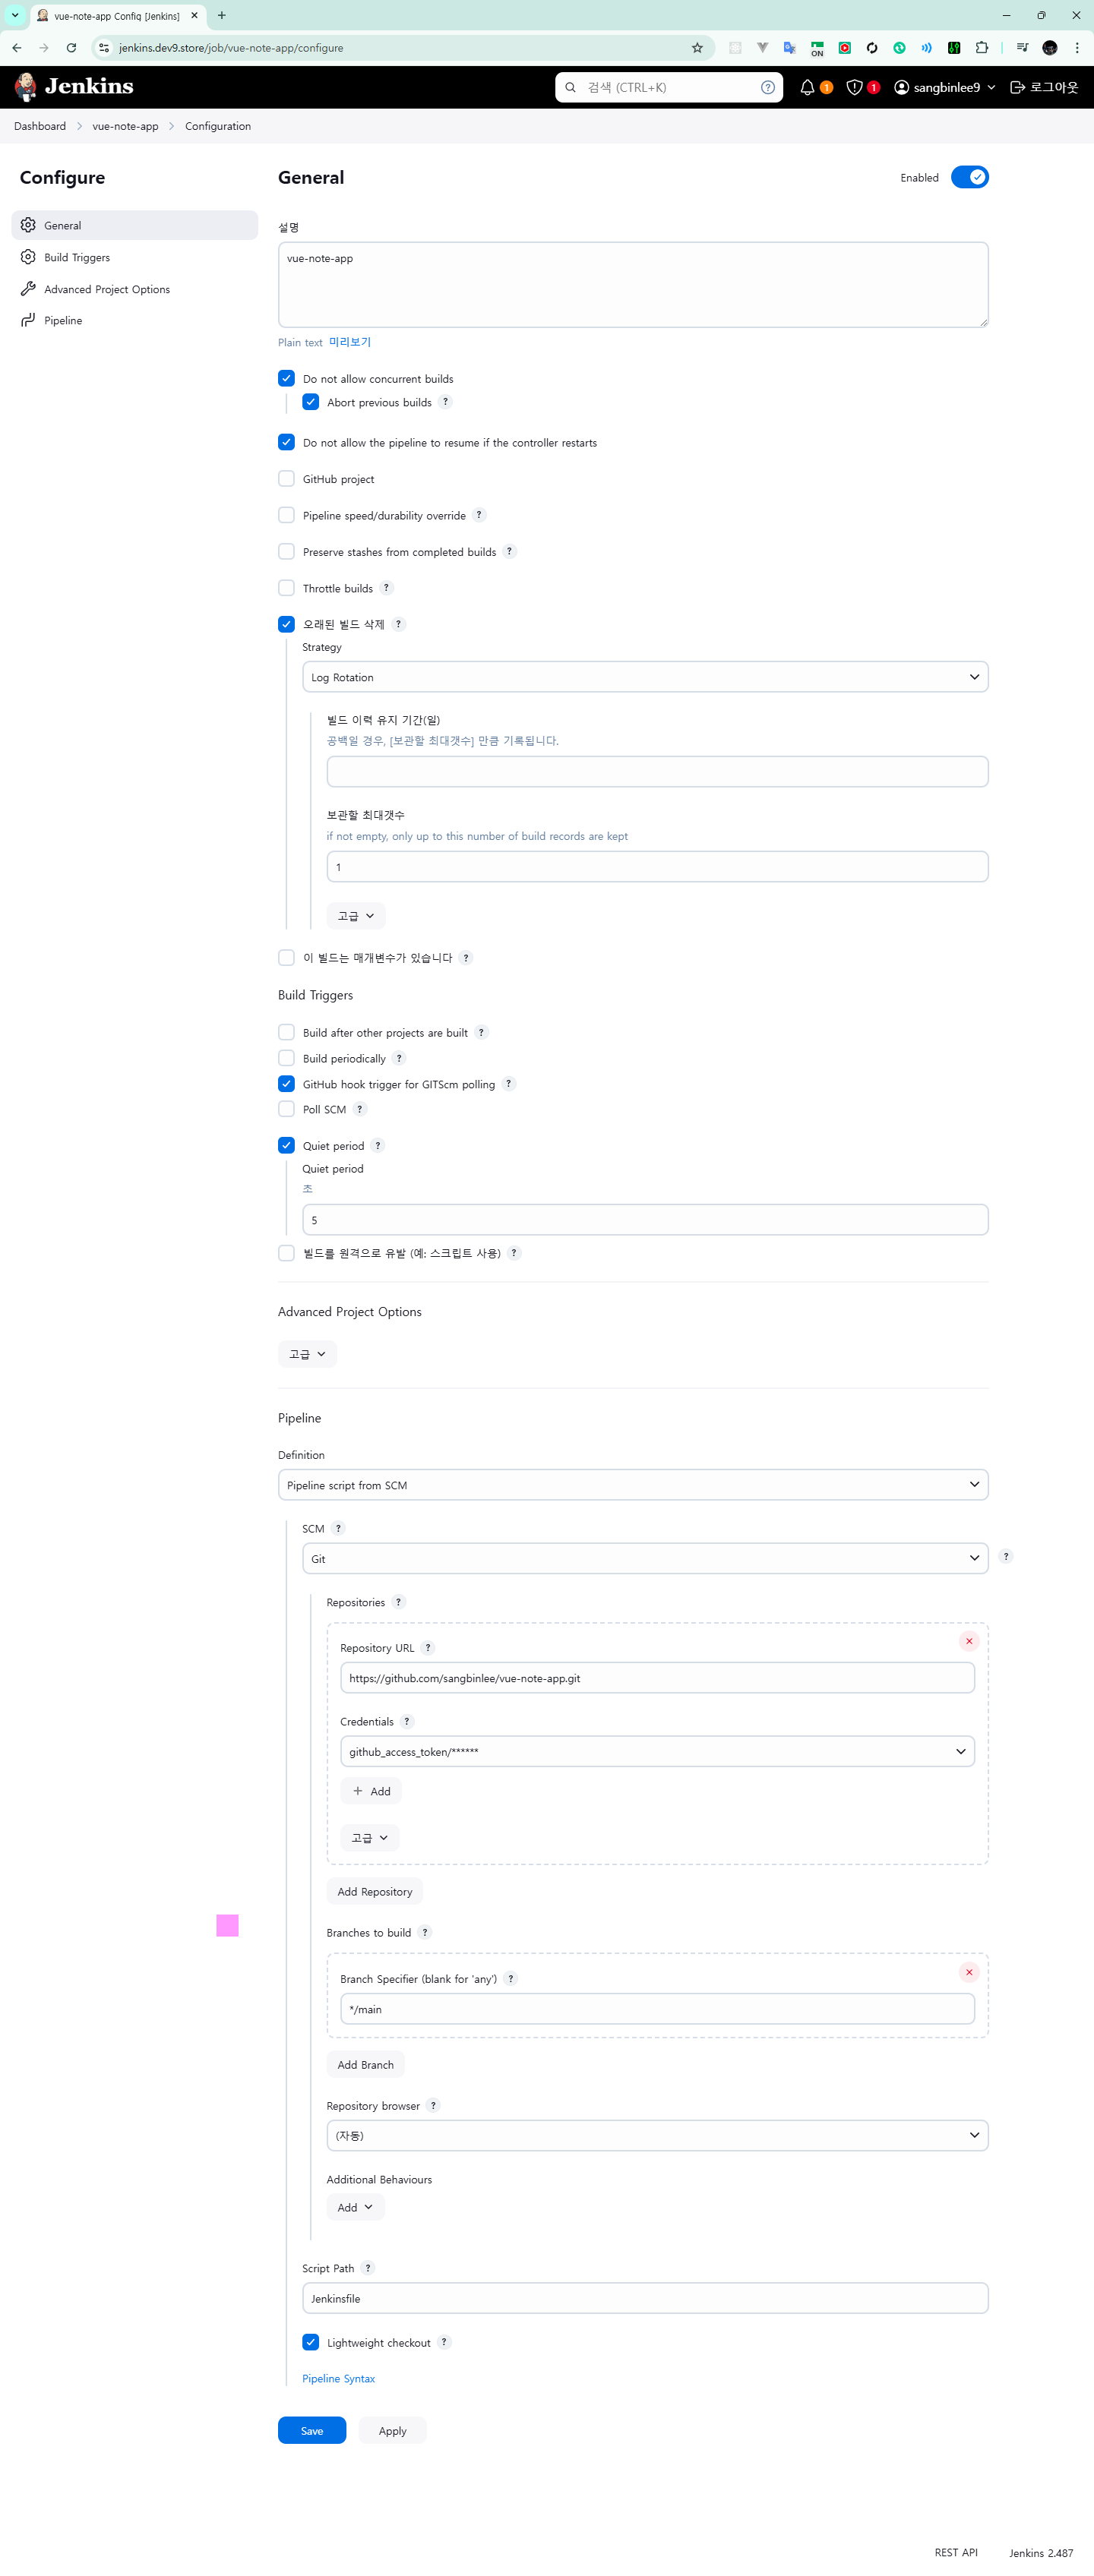 vue-note-app Config [Jenkins]
jenkins.dev9.store/job/vue-note-app/configure
ON
Jenkins
검색 (CTRL+K)
?
1
1
sangbinlee9
로그아웃
Dashboard
vue-note-app
Configuration
Configure
General
Build Triggers
Advanced Project Options
Pipeline
General
Enabled
설명
vue-note-app
Plain text 미리보기
Do not allow concurrent builds
Abort previous builds ?
Do not allow the pipeline to resume if the controller restarts
GitHub project
Pipeline speed/durability override ?
Preserve stashes from completed builds ?
Throttle builds ?
오래된 빌드 삭제 ?
Strategy
Log Rotation
빌드 이력 유지 기간(일)
공백일 경우, [보관할 최대갯수] 만큼 기록됩니다.
보관할 최대갯수
if not empty, only up to this number of build records are kept
1
고급
이 빌드는 매개변수가 있습니다 ?
Build Triggers
Build after other projects are built ?
Build periodically ?
GitHub hook trigger for GITScm polling ?
Poll SCM ?
Quiet period ?
Quiet period
초
5
빌드를 원격으로 유발 (예: 스크립트 사용) ?
Advanced Project Options
고급
Pipeline
Definition
Pipeline script from SCM
SCM ?
Git
?
Repositories ?
Repository URL ?
https://github.com/sangbinlee/vue-note-app.git
Credentials ?
github_access_token/******
Add
고급
Add Repository
Branches to build ?
Branch Specifier (blank for 'any') ?
*/main
Add Branch
Repository browser ?
(자동)
Additional Behaviours
Add
Script Path ?
Jenkinsfile
Lightweight checkout ?
Pipeline Syntax
Save
Apply
REST API
Jenkins 2.487